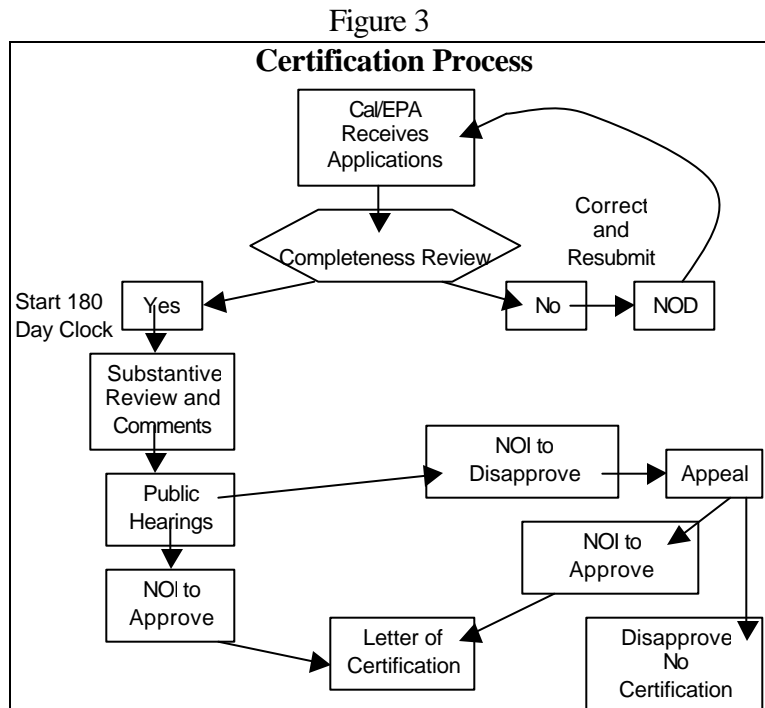 Figure 3
Certification Process
Cal/EPA
Receives
Applications
Completeness Review
Correct
and
Resubmit
Start 180
Day Clock
Yes
No
NOD
Substantive
Review and
Comments
NOI to
Disapprove
Appeal
Public
Hearings
NOI to
Approve
NOI to
Approve
Letter of
Certification
Disapprove
No
Certification